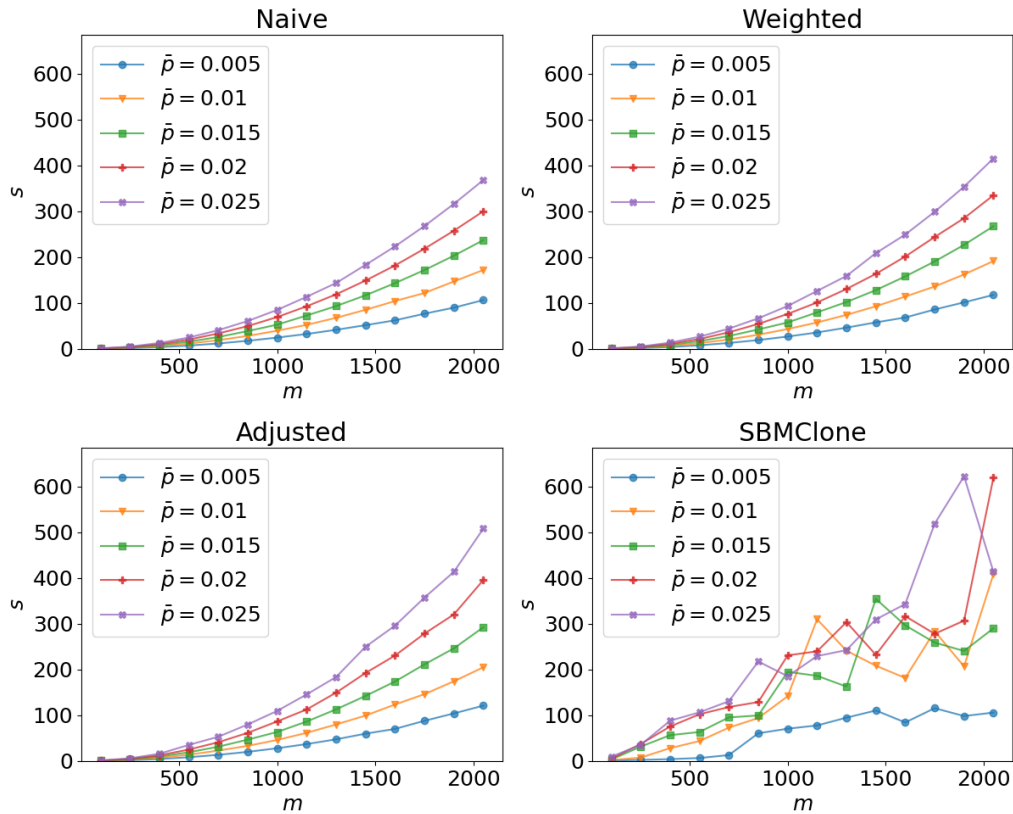 Naive
600
500
400
300
200
100
0
s
p̄ = 0.005
p̄ = 0.01
p̄ = 0.015
p̄ = 0.02
p̄ = 0.025
500 1000 1500 2000
m
Weighted
600
500
400
300
200
100
0
s
p̄ = 0.005
p̄ = 0.01
p̄ = 0.015
p̄ = 0.02
p̄ = 0.025
500 1000 1500 2000
m
Adjusted
600
500
400
300
200
100
0
s
p̄ = 0.005
p̄ = 0.01
p̄ = 0.015
p̄ = 0.02
p̄ = 0.025
500 1000 1500 2000
m
SBMClone
600
500
400
300
200
100
0
s
p̄ = 0.005
p̄ = 0.01
p̄ = 0.015
p̄ = 0.02
p̄ = 0.025
500 1000 1500 2000
m